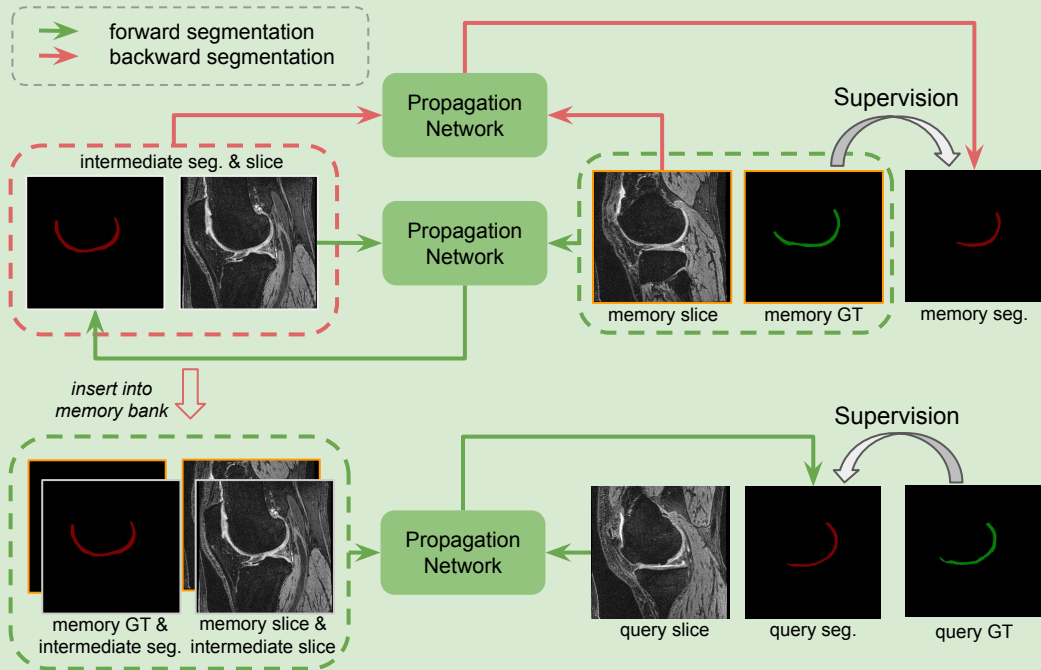 forward segmentation
backward segmentation
Propagation
Network
Supervision
intermediate seg. & slice
Propagation
Network
memory slice
memory GT
memory seg.
insert into
memory bank
Supervision
Propagation
Network
memory GT &
intermediate seg.
memory slice &
intermediate slice
query slice
query seg.
query GT